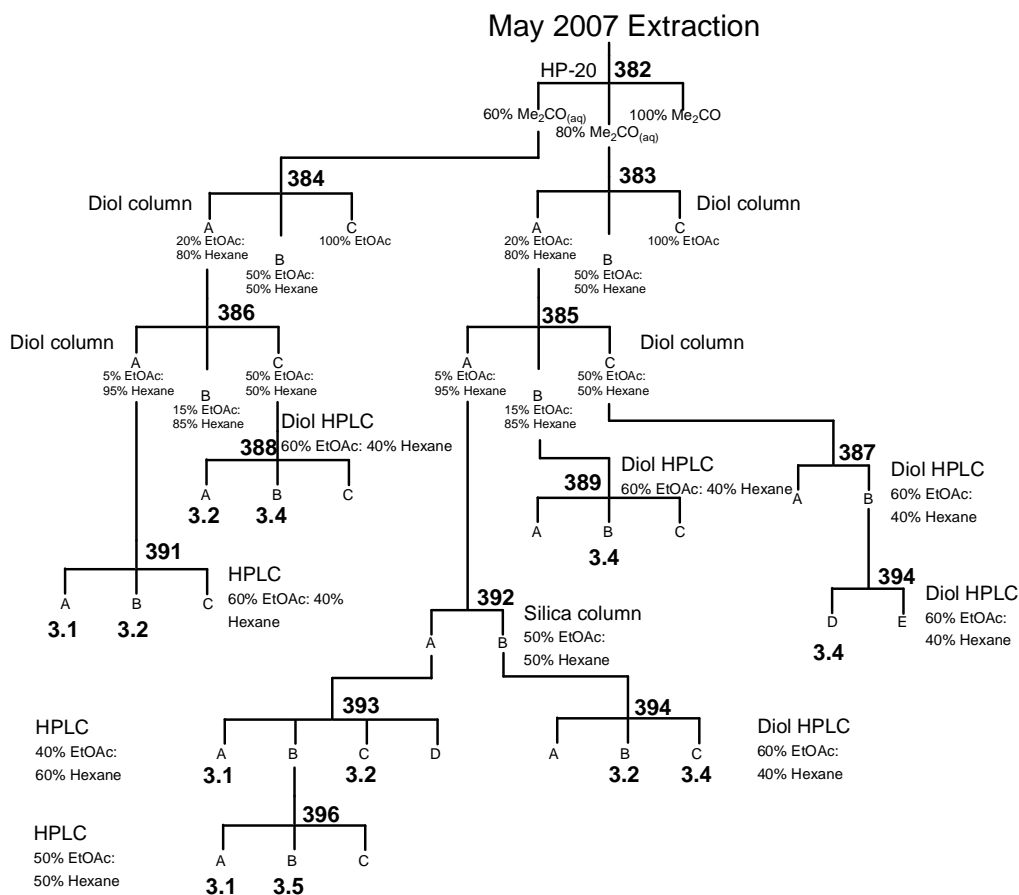 May 2007 Extraction
HP-20
382
60% Me₂CO(aq)
80% Me₂CO(aq)
100% Me₂CO
384
383
Diol column
Diol column
A
20% EtOAc:
80% Hexane
B
50% EtOAc:
50% Hexane
C
100% EtOAc
A
20% EtOAc:
80% Hexane
B
50% EtOAc:
50% Hexane
C
100% EtOAc
386
385
Diol column
Diol column
A
5% EtOAc:
95% Hexane
B
15% EtOAc:
85% Hexane
C
50% EtOAc:
50% Hexane
A
5% EtOAc:
95% Hexane
B
15% EtOAc:
85% Hexane
C
50% EtOAc:
50% Hexane
388
Diol HPLC
60% EtOAc: 40% Hexane
A
B
C
3.2
3.4
389
Diol HPLC
60% EtOAc: 40% Hexane
A
B
C
3.4
387
Diol HPLC
60% EtOAc:
40% Hexane
A
B
394
Diol HPLC
60% EtOAc:
40% Hexane
D
E
3.4
391
HPLC
60% EtOAc: 40%
Hexane
A
B
C
3.1
3.2
392
Silica column
50% EtOAc:
50% Hexane
A
B
393
HPLC
40% EtOAc:
60% Hexane
A
B
C
D
3.1
3.2
394
Diol HPLC
60% EtOAc:
40% Hexane
A
B
C
3.2
3.4
396
HPLC
50% EtOAc:
50% Hexane
A
B
C
3.1
3.5